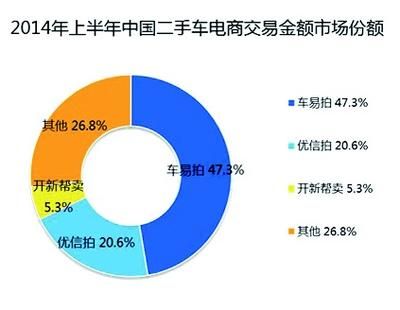 2014年上半年中国二手车电商交易金额市场份额
其他 26.8%
车易拍 47.3%
开新帮卖
5.3%
优信拍 20.6%
车易拍 47.3%
优信拍 20.6%
开新帮卖 5.3%
其他 26.8%